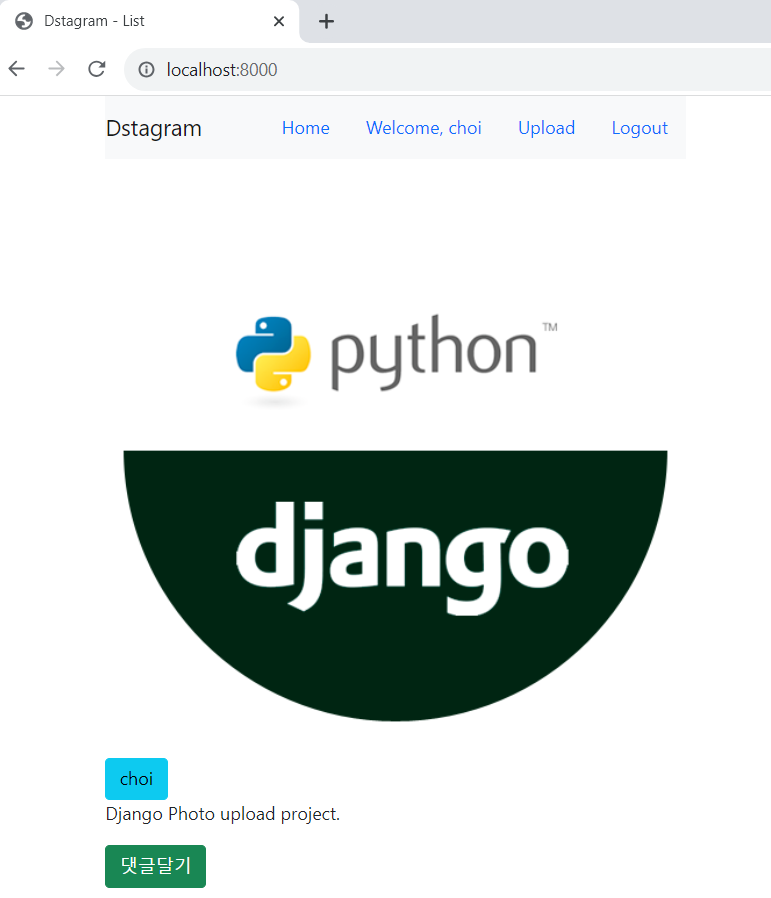 Dstagram - List
localhost:8000
Dstagram Home Welcome, choi Upload Logout
python™
django
choi
Django Photo upload project.
댓글달기